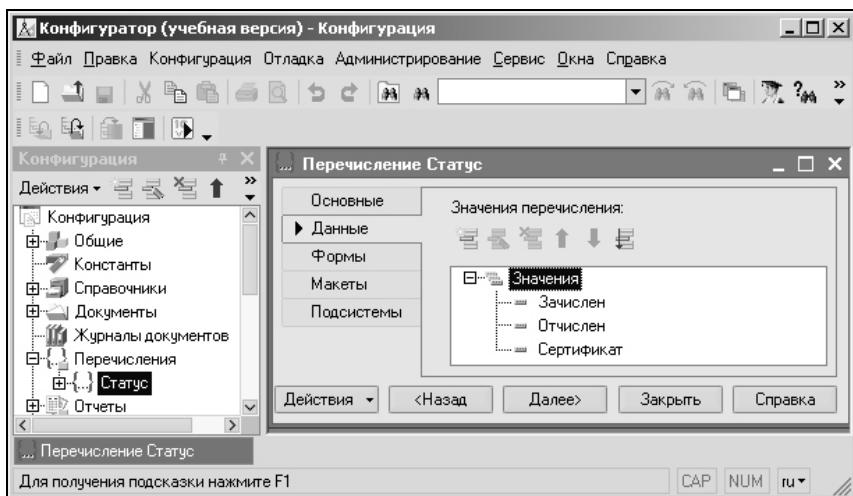 Конфигуратор (учебная версия) - Конфигурация
Файл Правка Конфигурация Отладка Администрирование Сервис Окна Справка
Конфигурация
Действия
Конфигурация
Общие
Константы
Справочники
Документы
Журналы документов
Перечисления
Статус
Отчеты
Перечисление Статус
Основные
Данные
Формы
Макеты
Подсистемы
Значения перечисления:
Значения
Зачислен
Отчислен
Сертификат
Действия <Назад Далее> Закрыть Справка
Перечисление Статус
Для получения подсказки нажмите F1 CAP NUM ru